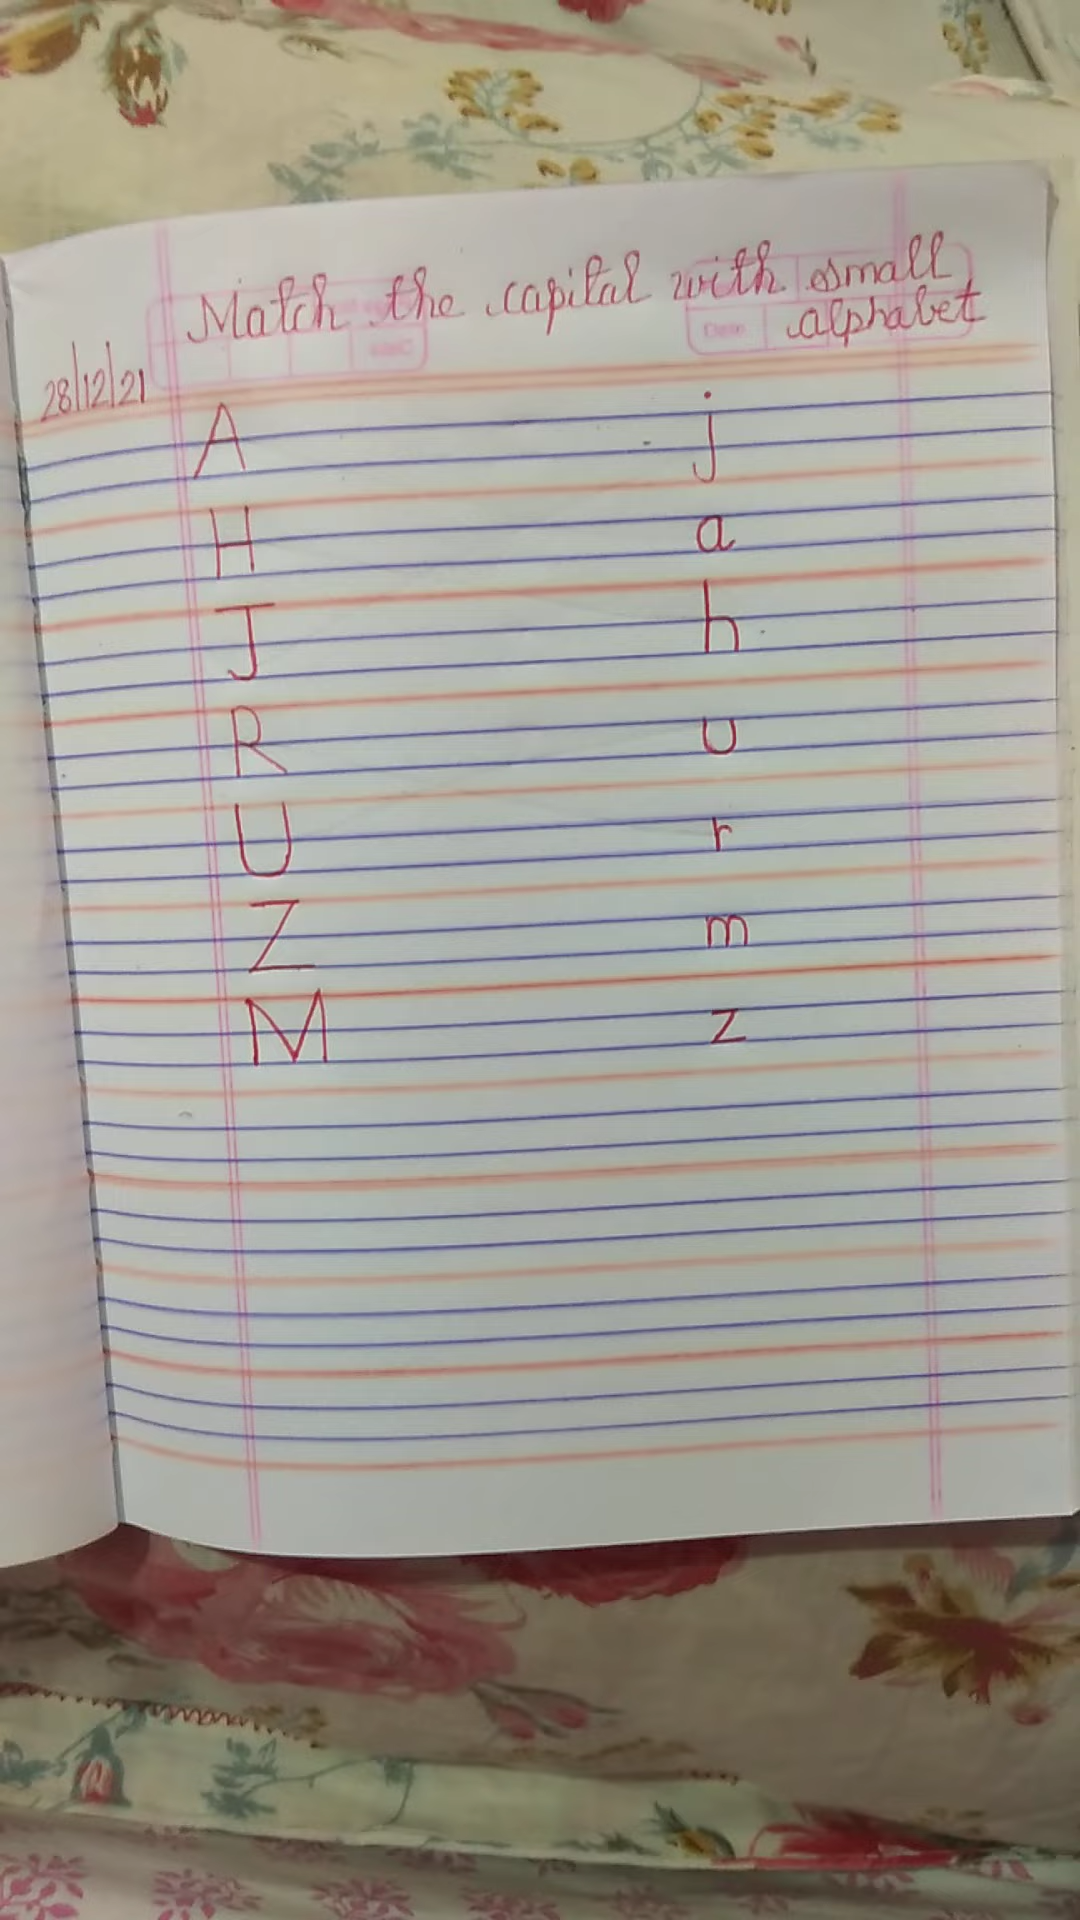 Match the capital with small
alphabet
28/12/21
A j
H a
J h
R u
U r
Z m
M z